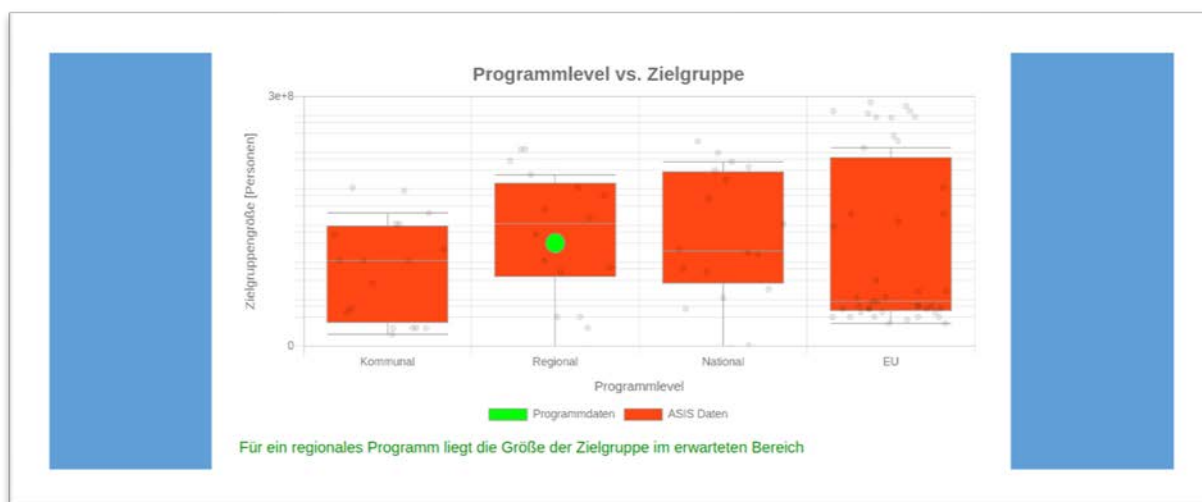 Programmlevel vs. Zielgruppe
3e+8
Zielgruppengröße [Personen]
0
Kommunal
Regional
National
EU
Programmlevel
Programmdaten
ASIS Daten
Für ein regionales Programm liegt die Größe der Zielgruppe im erwarteten Bereich